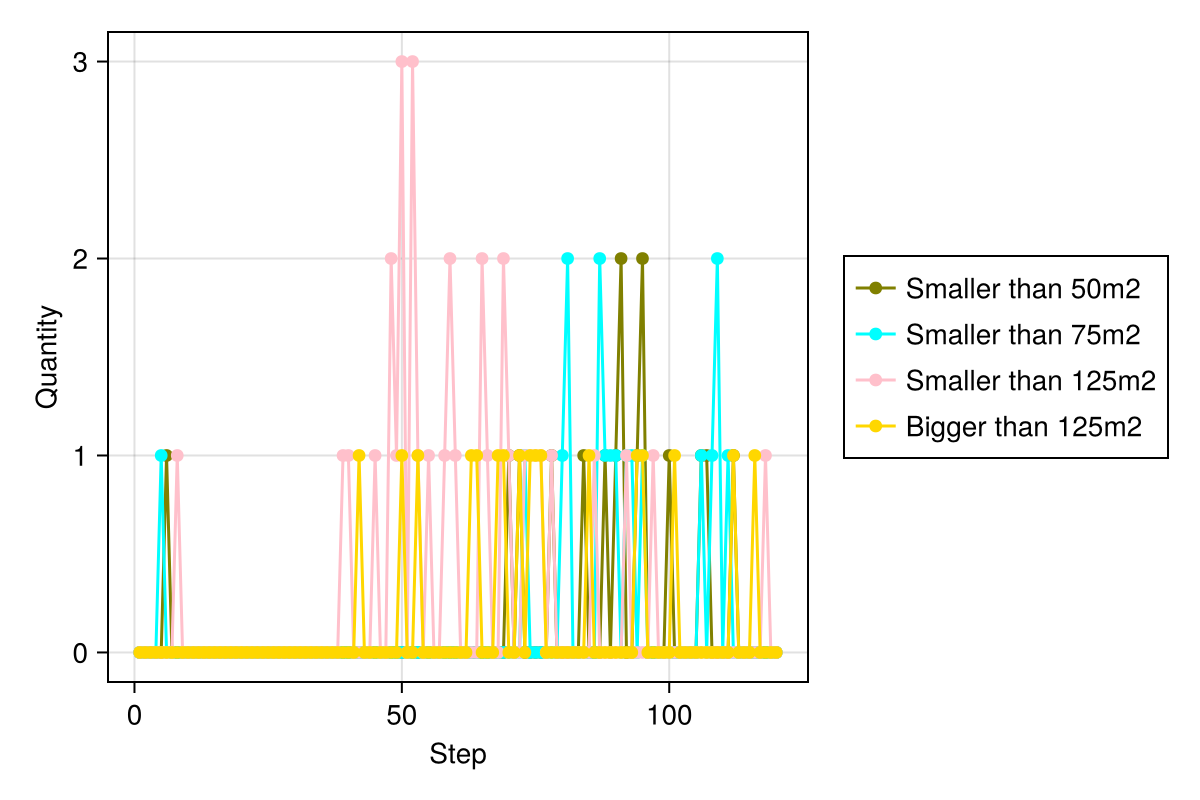 3
2
1
0
Quantity
0
50
100
Step
Smaller than 50m2
Smaller than 75m2
Smaller than 125m2
Bigger than 125m2